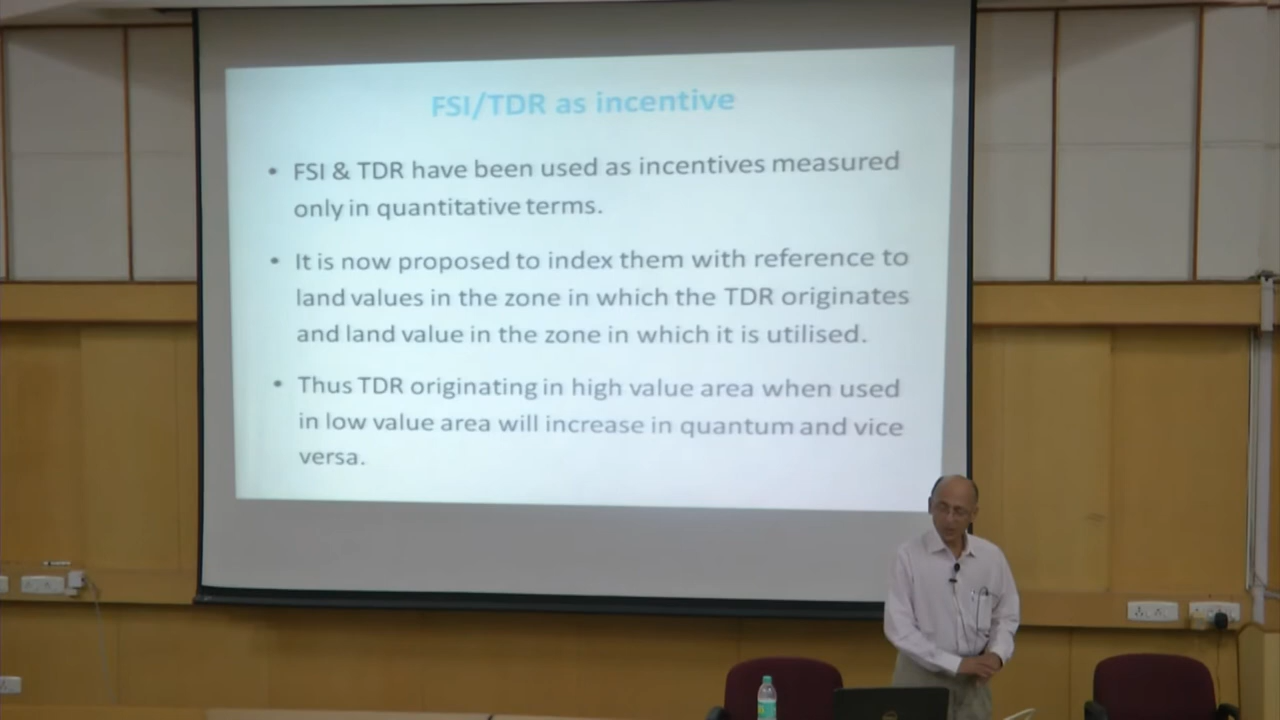 FSI/TDR as incentive
• FSI & TDR have been used as incentives measured
only in quantitative terms.
• It is now proposed to index them with reference to
land values in the zone in which the TDR originates
and land value in the zone in which it is utilised.
• Thus TDR originating in high value area when used
in low value area will increase in quantum and vice
versa.